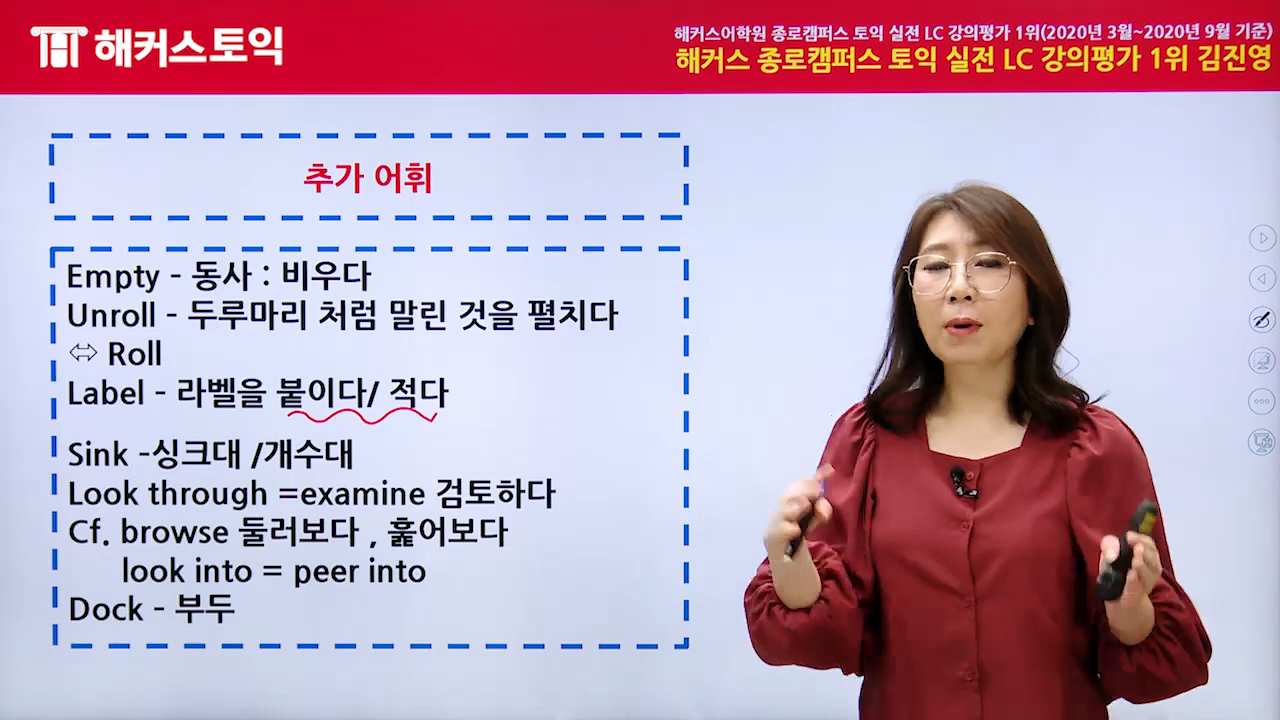 해커스토익
해커스어학원 종로캠퍼스 토익 실전 LC 강의평가 1위(2020년 3월~2020년 9월 기준)
해커스 종로캠퍼스 토익 실전 LC 강의평가 1위 김진영
추가 어휘
Empty - 동사 : 비우다
Unroll - 두루마리 처럼 말린 것을 펼치다
⇔ Roll
Label - 라벨을 붙이다/ 적다
Sink -싱크대 /개수대
Look through =examine 검토하다
Cf. browse 둘러보다 , 훑어보다
look into = peer into
Dock - 부두